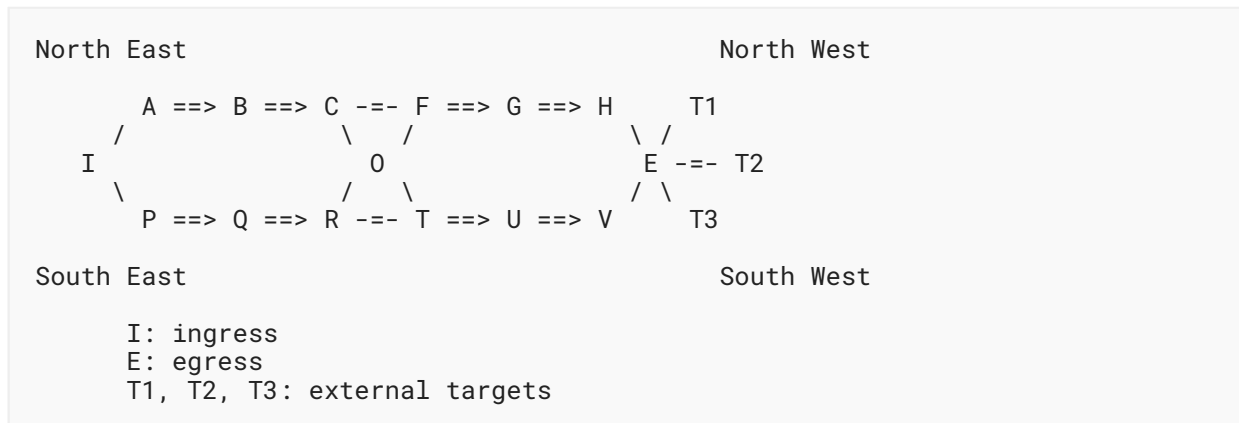 North East                                   North West

       A ==> B ==> C -=- F ==> G ==> H     T1
     /              \   /              \ /
   I                  O                 E -=- T2
     \              /   \              / \
       P ==> Q ==> R -=- T ==> U ==> V     T3

South East                                   South West

      I: ingress
      E: egress
      T1, T2, T3: external targets